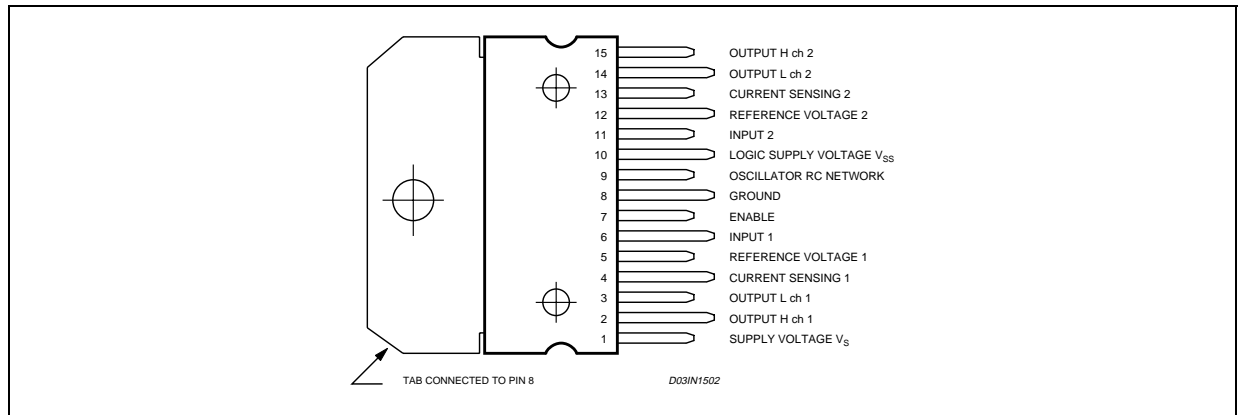 15 OUTPUT H ch 2
14 OUTPUT L ch 2
13 CURRENT SENSING 2
12 REFERENCE VOLTAGE 2
11 INPUT 2
10 LOGIC SUPPLY VOLTAGE VSS
9 OSCILLATOR RC NETWORK
8 GROUND
7 ENABLE
6 INPUT 1
5 REFERENCE VOLTAGE 1
4 CURRENT SENSING 1
3 OUTPUT L ch 1
2 OUTPUT H ch 1
1 SUPPLY VOLTAGE VS
TAB CONNECTED TO PIN 8 D03IN1502